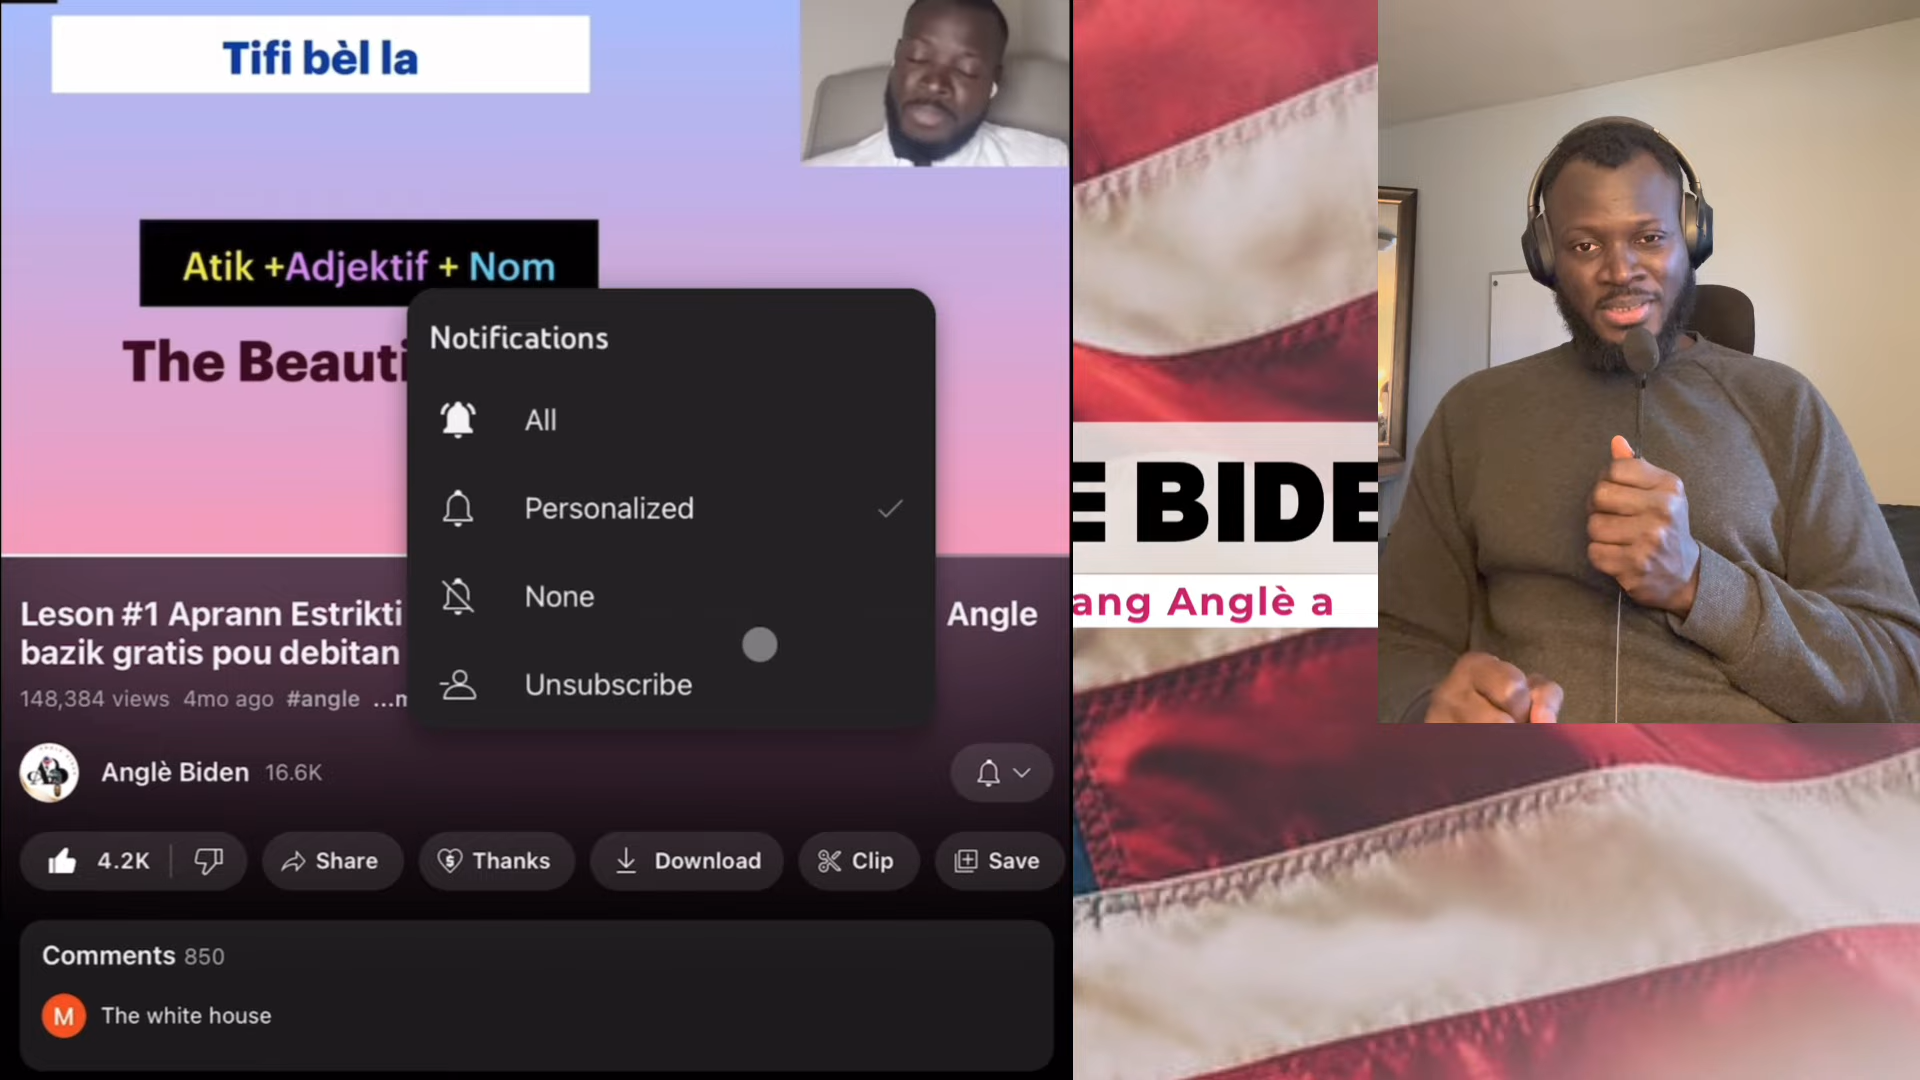 Tifi bèl la
Atik +Adjektif + Nom
The Beauti
Notifications
All
Personalized
None
Unsubscribe
Leson #1 Aprann Estrikti
Angle
bazik gratis pou debitan
148,384 views 4mo ago #angle ...m
Anglè Biden 16.6K
4.2K
Share
Thanks
Download
Clip
Save
Comments 850
M
The white house
E BIDE
ang Anglè a